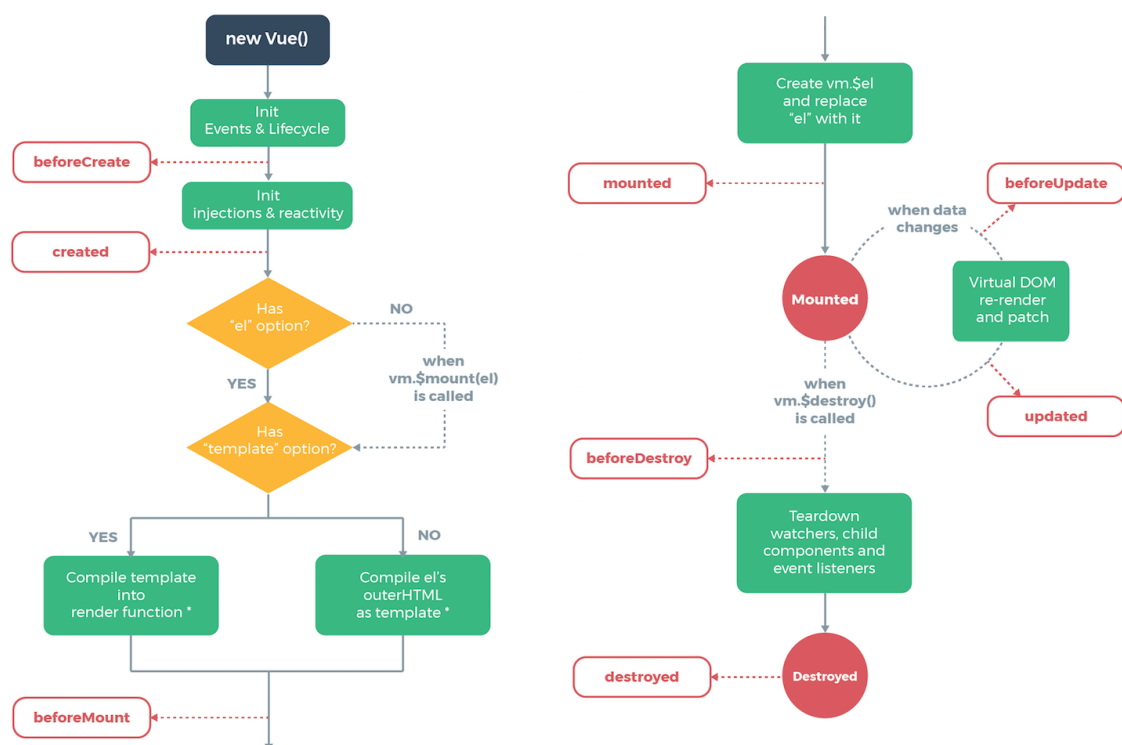 new Vue()
Init
Events & Lifecycle
beforeCreate
Init
injections & reactivity
created
Has
“el” option?
NO
YES
when
vm.$mount(el)
is called
Has
“template” option?
YES
NO
Compile template
into
render function *
Compile el’s
outerHTML
as template *
beforeMount
Create vm.$el
and replace
“el” with it
mounted
beforeUpdate
when data
changes
Mounted
Virtual DOM
re-render
and patch
when
vm.$destroy()
is called
updated
beforeDestroy
Teardown
watchers, child
components and
event listeners
destroyed
Destroyed